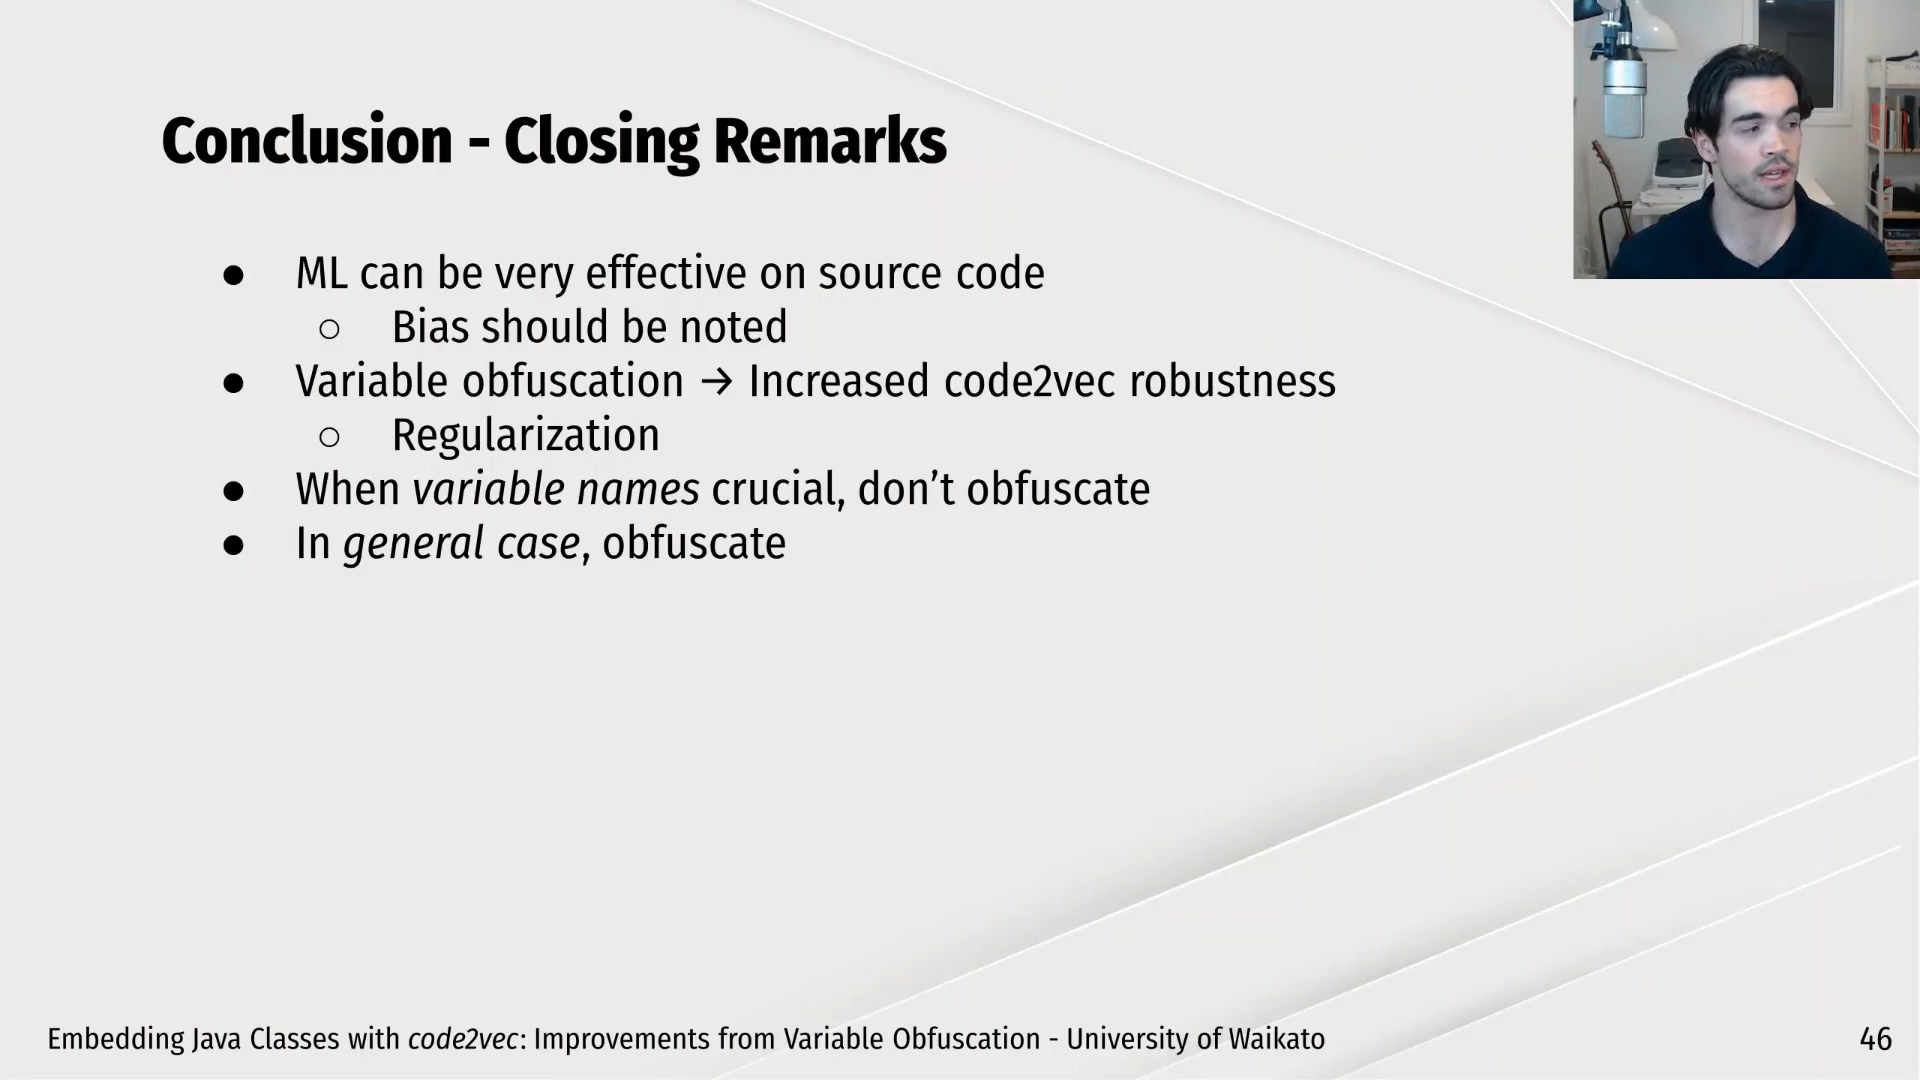 Conclusion - Closing Remarks
● ML can be very effective on source code
○ Bias should be noted
● Variable obfuscation → Increased code2vec robustness
○ Regularization
● When variable names crucial, don’t obfuscate
● In general case, obfuscate
Embedding Java Classes with code2vec: Improvements from Variable Obfuscation - University of Waikato
46